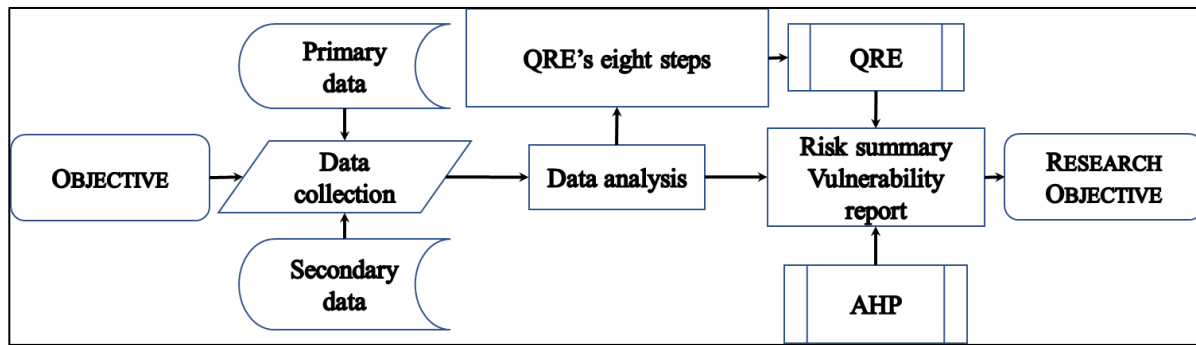 Primary
data
QRE's eight steps
QRE
OBJECTIVE
Data
collection
Data analysis
Risk summary
Vulnerability
report
RESEARCH
OBJECTIVE
Secondary
data
AHP